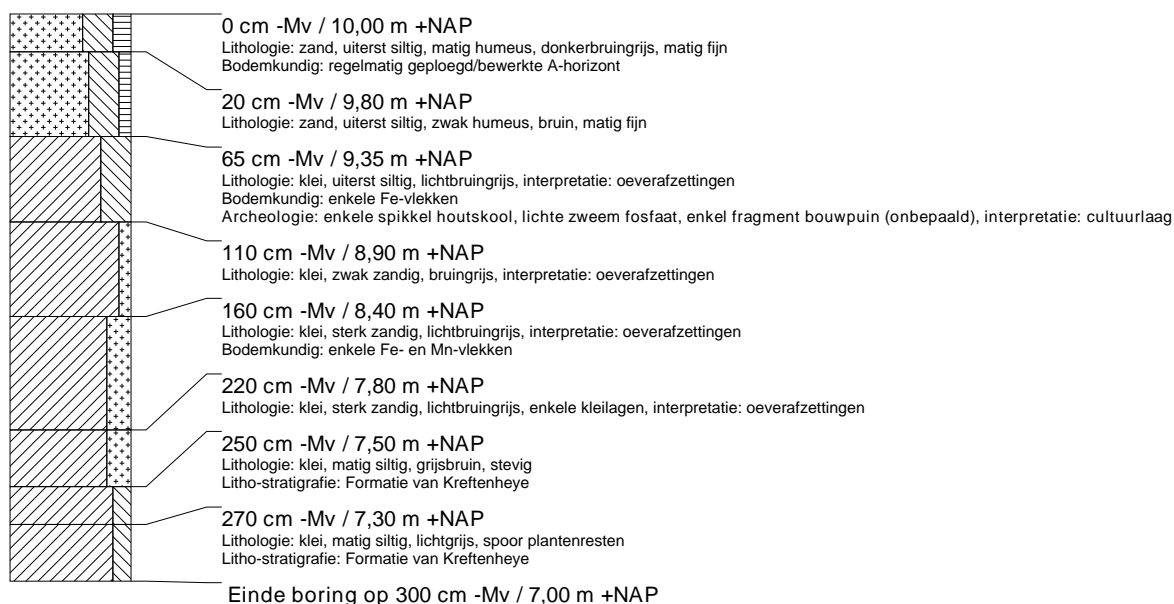 0 cm -Mv / 10,00 m +NAP
Lithologie: zand, uiterst siltig, matig humeus, donkerbruingrijs, matig fijn
Bodemkundig: regelmatig geploegd/bewerkte A-horizont
20 cm -Mv / 9,80 m +NAP
Lithologie: zand, uiterst siltig, zwak humeus, bruin, matig fijn
65 cm -Mv / 9,35 m +NAP
Lithologie: klei, uiterst siltig, lichtbruingrijs, interpretatie: oeverafzettingen
Bodemkundig: enkele Fe-vlekken
Archeologie: enkele spikkel houtskool, lichte zweem fosfaat, enkel fragment bouwpuin (onbepaald), interpretatie: cultuurlaag
110 cm -Mv / 8,90 m +NAP
Lithologie: klei, zwak zandig, bruingrijs, interpretatie: oeverafzettingen
160 cm -Mv / 8,40 m +NAP
Lithologie: klei, sterk zandig, lichtbruingrijs, interpretatie: oeverafzettingen
Bodemkundig: enkele Fe- en Mn-vlekken
220 cm -Mv / 7,80 m +NAP
Lithologie: klei, sterk zandig, lichtbruingrijs, enkele kleilagen, interpretatie: oeverafzettingen
250 cm -Mv / 7,50 m +NAP
Lithologie: klei, matig siltig, grijsbruin, stevig
Litho-stratigrafie: Formatie van Kreftenheye
270 cm -Mv / 7,30 m +NAP
Lithologie: klei, matig siltig, lichtgrijs, spoor plantenresten
Litho-stratigrafie: Formatie van Kreftenheye
Einde boring op 300 cm -Mv / 7,00 m +NAP